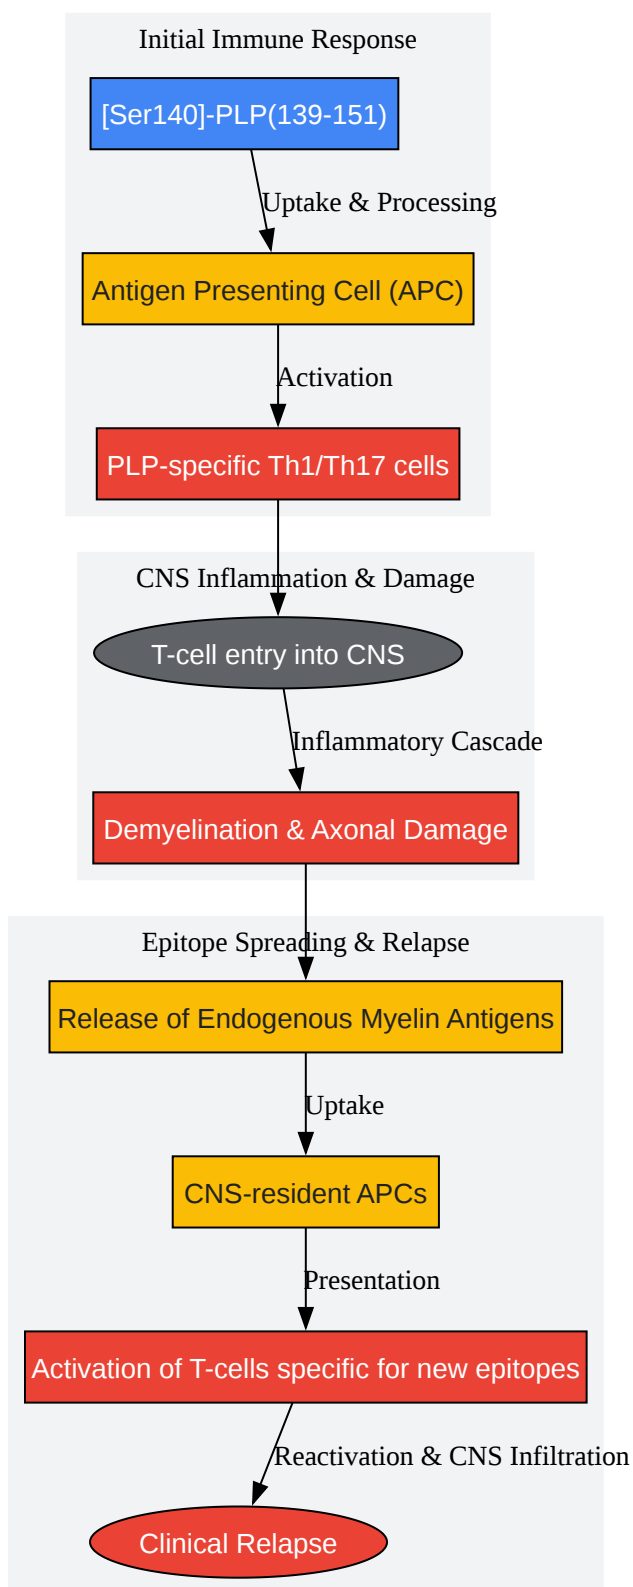 Initial Immune Response
[Ser140]-PLP(139-151)
Uptake & Processing
Antigen Presenting Cell (APC)
Activation
PLP-specific Th1/Th17 cells
CNS Inflammation & Damage
T-cell entry into CNS
Inflammatory Cascade
Demyelination & Axonal Damage
Epitope Spreading & Relapse
Release of Endogenous Myelin Antigens
Uptake
CNS-resident APCs
Presentation
Activation of T-cells specific for new epitopes
Reactivation & CNS Infiltration
Clinical Relapse